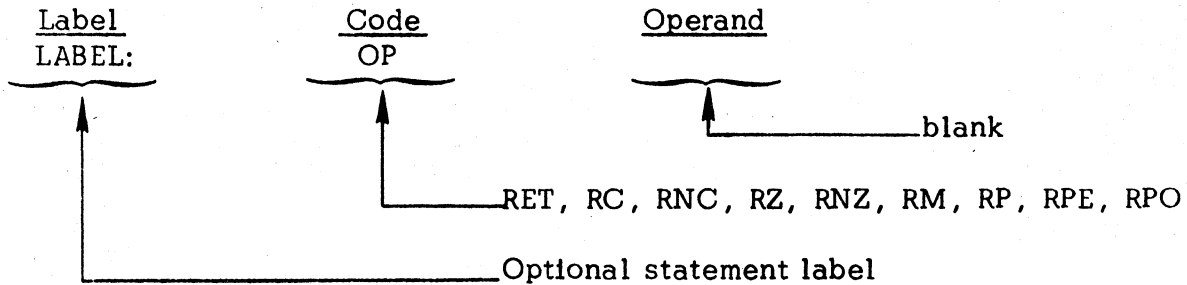 Label Code Operand
LABEL: OP
blank
RET, RC, RNC, RZ, RNZ, RM, RP, RPE, RPO
Optional statement label